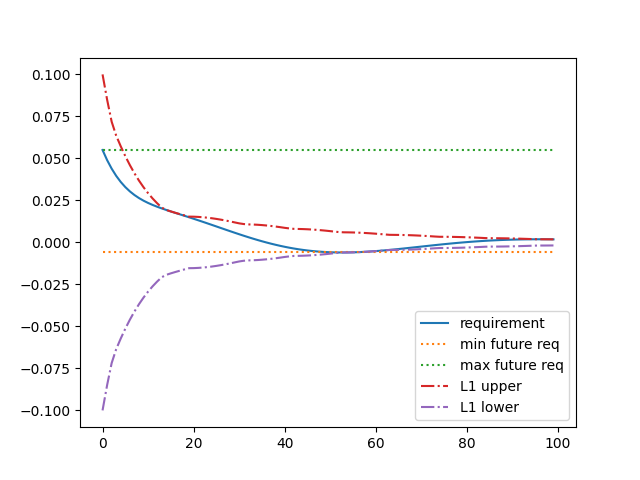 0.100
0.075
0.050
0.025
0.000
−0.025
−0.050
−0.075
−0.100
0 20 40 60 80 100
requirement
min future req
max future req
L1 upper
L1 lower